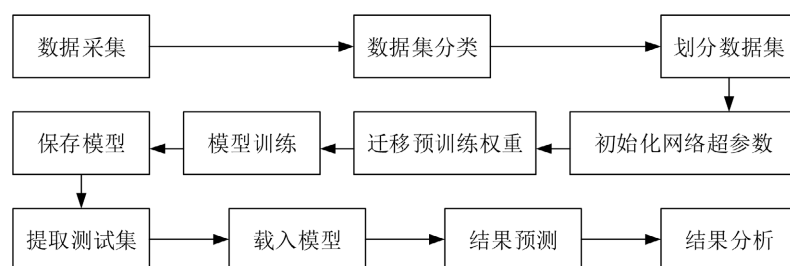 数据采集
数据集分类
划分数据集
初始化网络超参数
迁移预训练权重
模型训练
保存模型
提取测试集
载入模型
结果预测
结果分析